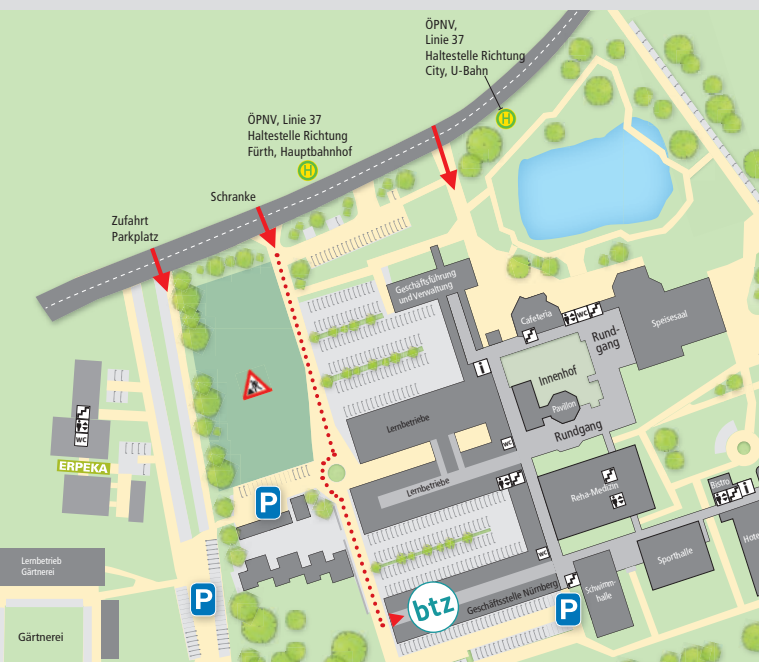 ÖPNV,
Linie 37
Haltestelle Richtung
City, U-Bahn
H
ÖPNV, Linie 37
Haltestelle Richtung
Fürth, Hauptbahnhof
H
Schranke
Zufahrt
Parkplatz
Geschäftsführung
und Verwaltung
Cafeteria
WC
Speisesaal
Rund-
gang
i
Innenhof
Pavillon
Rundgang
Lernbetriebe
WC
Lernbetriebe
WC
ERPEKA
P
Reha-Medizin
Bistro
i
Hote
Sporthalle
WC
Schwimm-
halle
Lernbetrieb
Gärtnerei
P
btz
Geschäftsstelle Nürnberg
P
Gärtnerei